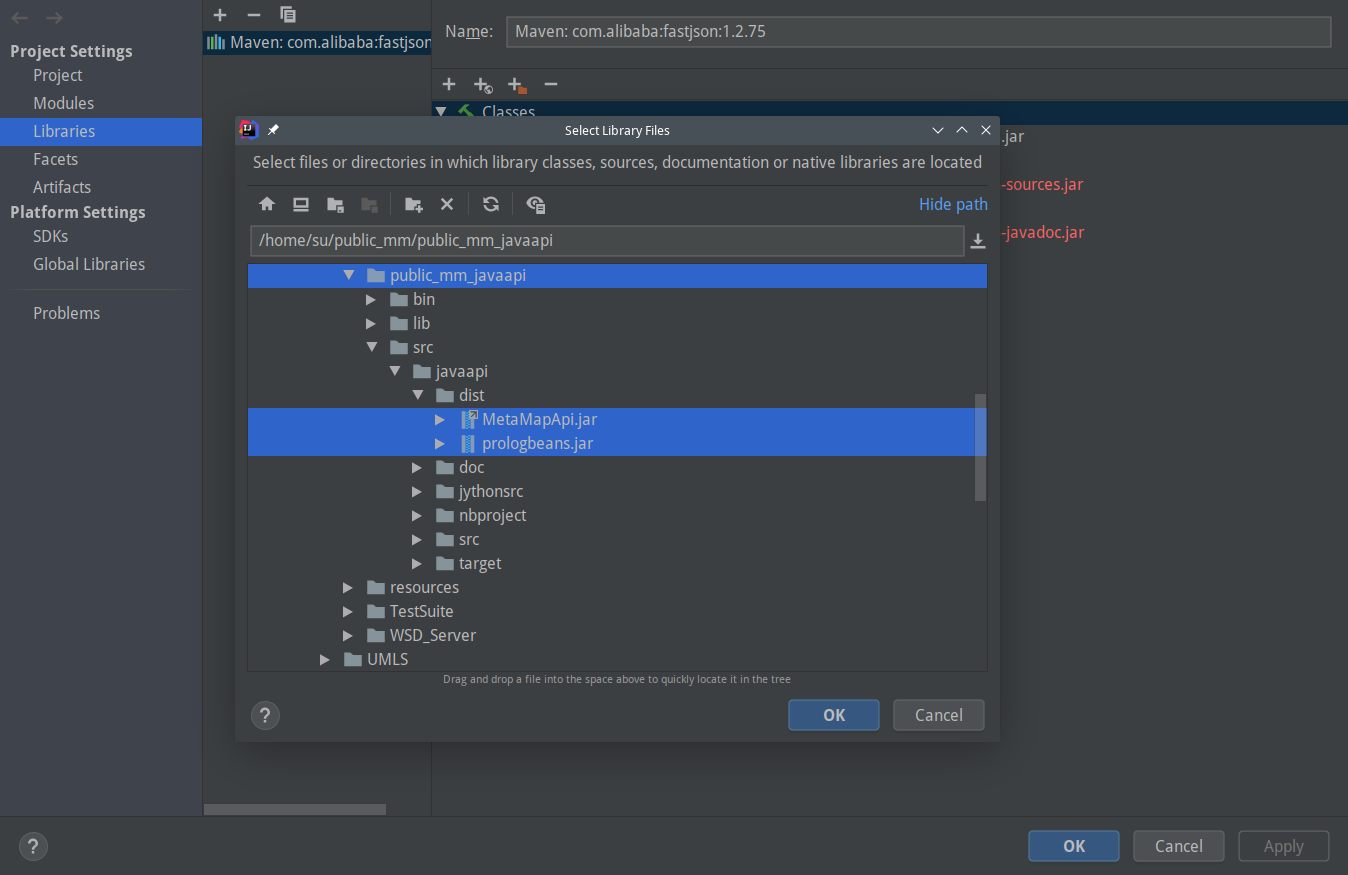 Project Settings
Project
Modules
Libraries
Facets
Artifacts
Platform Settings
SDKs
Global Libraries
Problems
Maven: com.alibaba:fastjson
Name: Maven: com.alibaba:fastjson:1.2.75
Classes
.jar
-sources.jar
-javadoc.jar
Select Library Files
Select files or directories in which library classes, sources, documentation or native libraries are located
Hide path
/home/su/public_mm/public_mm_javaapi
public_mm_javaapi
bin
lib
src
javaapi
dist
MetaMapApi.jar
prologbeans.jar
doc
jythonsrc
nbproject
src
target
resources
TestSuite
WSD_Server
UMLS
Drag and drop a file into the space above to quickly locate it in the tree
? OK Cancel
? OK Cancel Apply